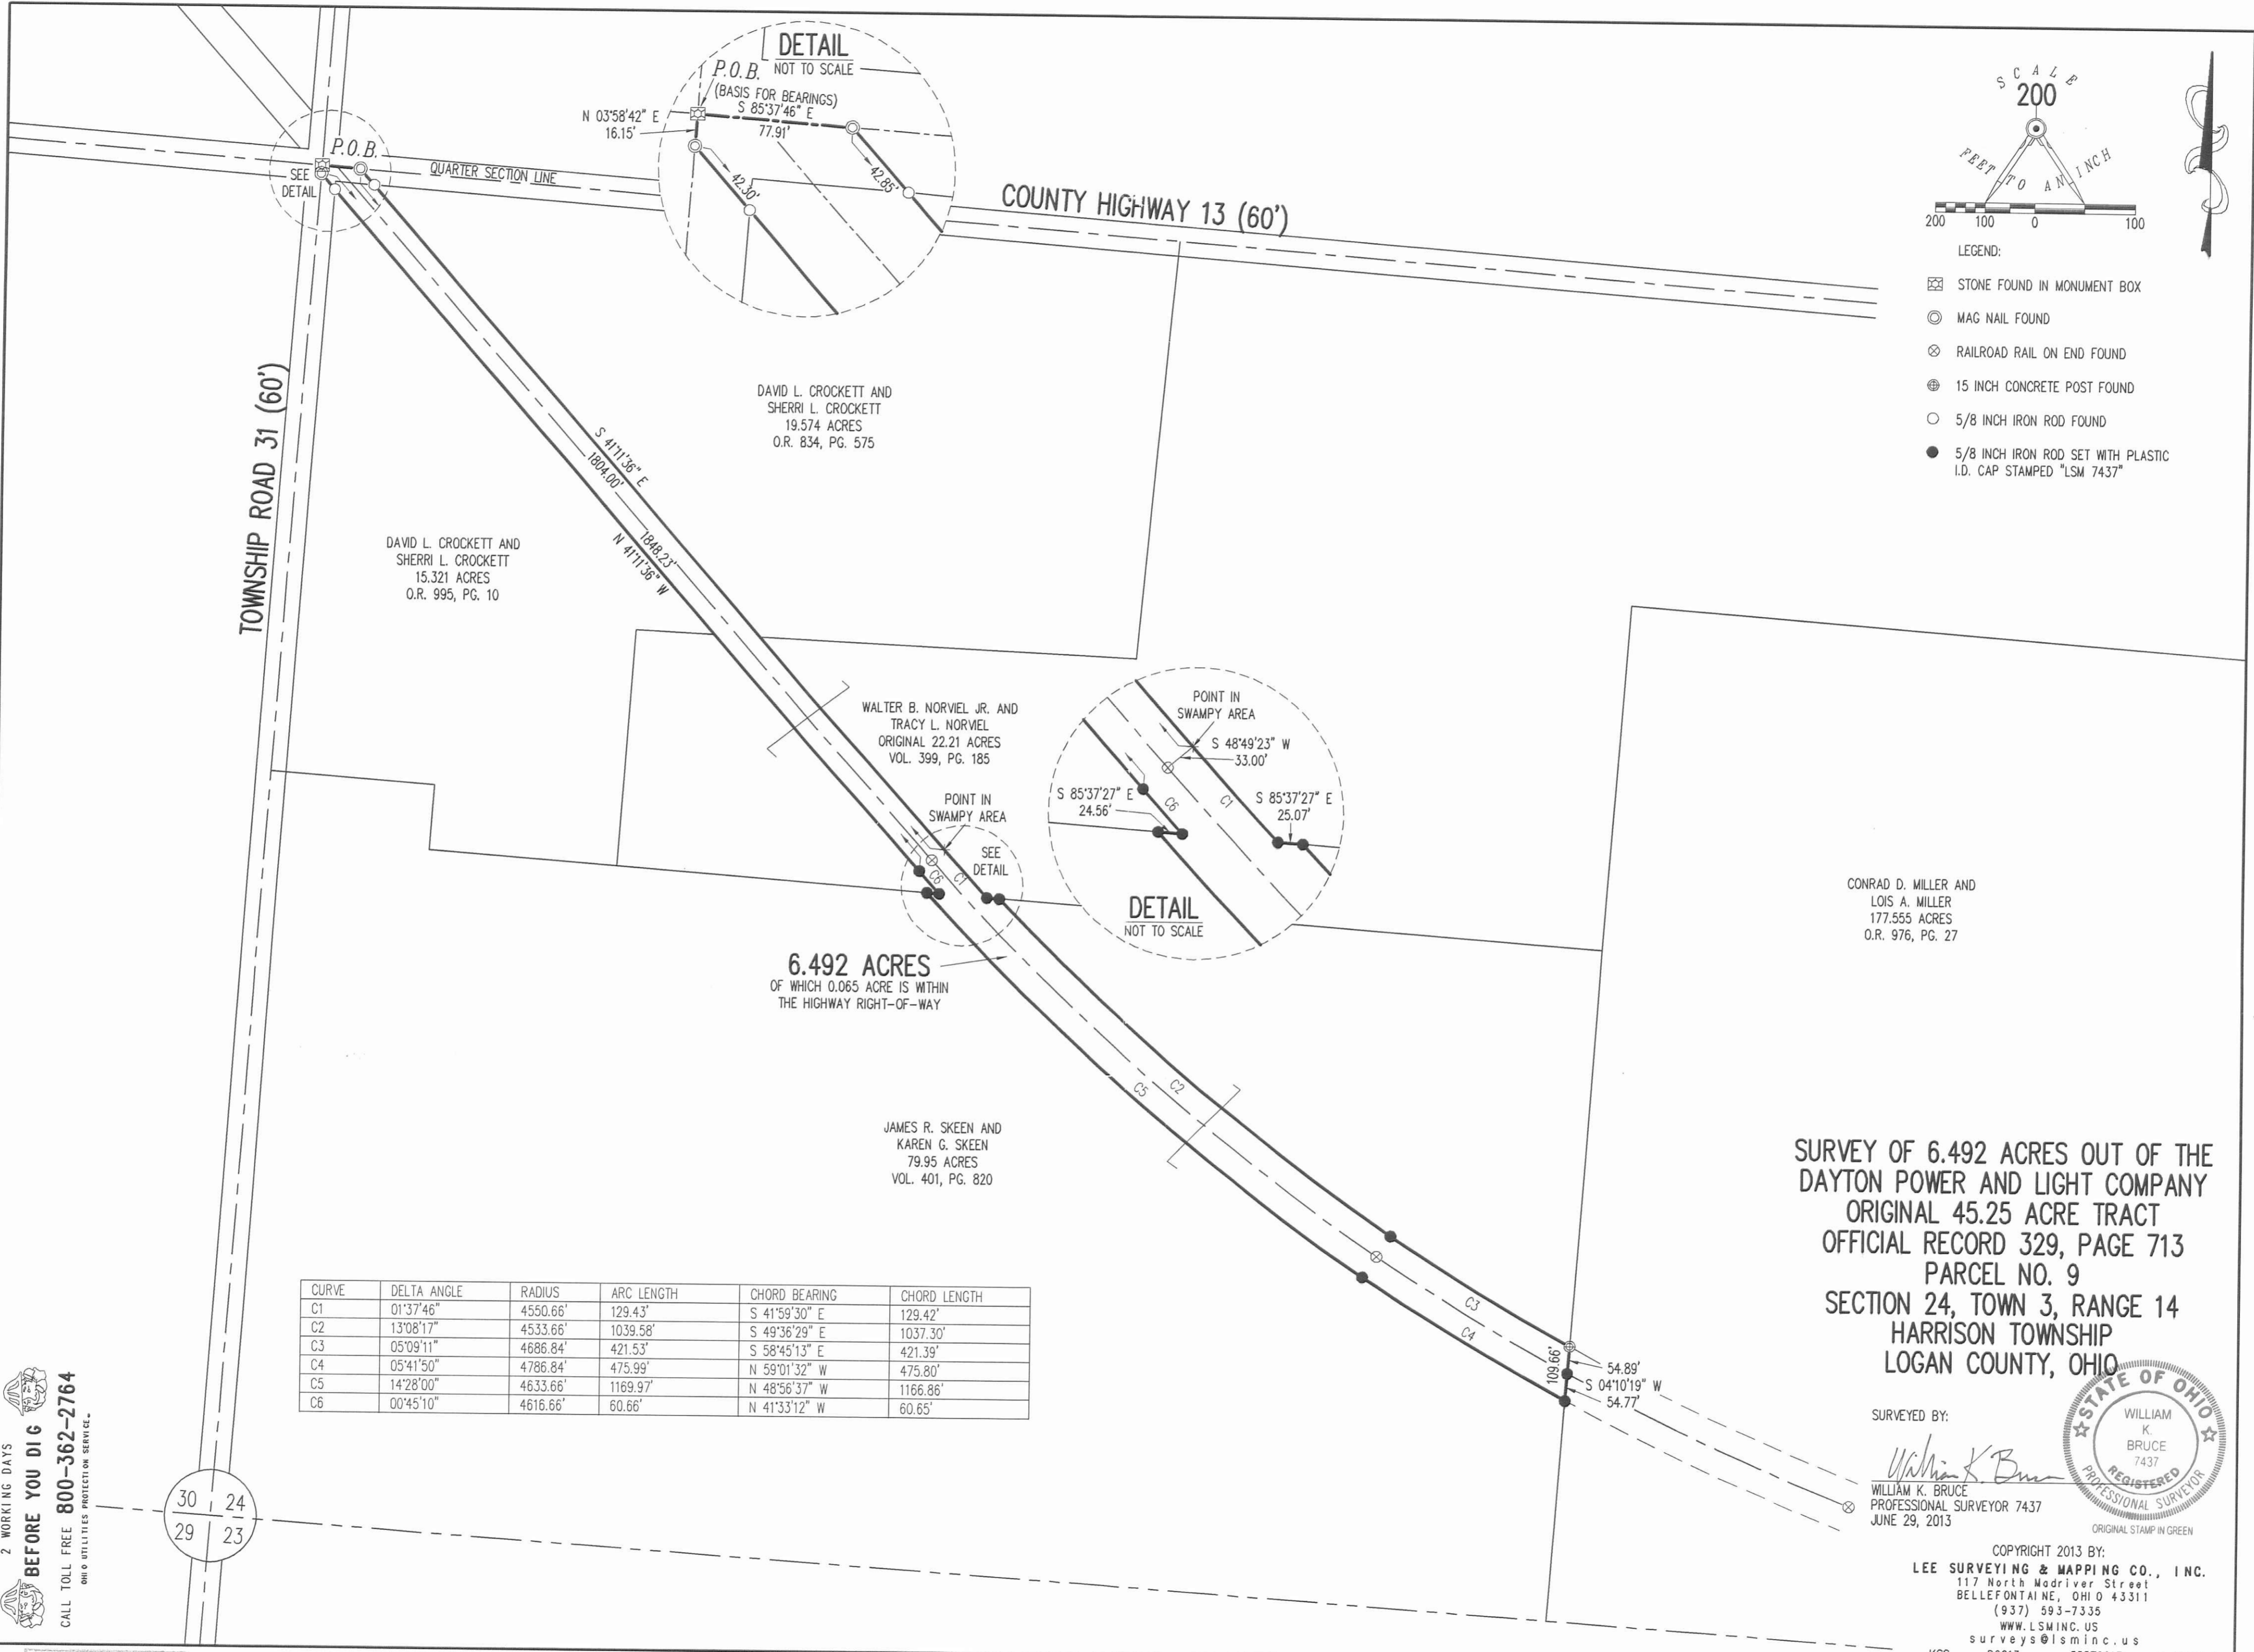 DETAIL
NOT TO SCALE
P.O.B.
(BASIS FOR BEARINGS)
S 85°37'46" E
77.91'
N 03°58'42" E
16.15'
42.30'
42.85'
P.O.B.
SEE
DETAIL
QUARTER SECTION LINE
COUNTY HIGHWAY 13 (60')
SCALE
200
FEET TO AN INCH
200 100 0 100
LEGEND:
STONE FOUND IN MONUMENT BOX
MAG NAIL FOUND
RAILROAD RAIL ON END FOUND
15 INCH CONCRETE POST FOUND
5/8 INCH IRON ROD FOUND
5/8 INCH IRON ROD SET WITH PLASTIC
I.D. CAP STAMPED "LSM 7437"
TOWNSHIP ROAD 31 (60')
DAVID L. CROCKETT AND
SHERRI L. CROCKETT
19.574 ACRES
O.R. 834, PG. 575
S 41°11'36" E
1804.00'
1848.23'
N 41°11'36" W
DAVID L. CROCKETT AND
SHERRI L. CROCKETT
15.321 ACRES
O.R. 995, PG. 10
WALTER B. NORVIEL JR. AND
TRACY L. NORVIEL
ORIGINAL 22.21 ACRES
VOL. 399, PG. 185
POINT IN
SWAMPY AREA
SEE
DETAIL
C6
C1
POINT IN
SWAMPY AREA
S 48°49'23" W
33.00'
S 85°37'27" E
24.56'
C6
C1
S 85°37'27" E
25.07'
DETAIL
NOT TO SCALE
CONRAD D. MILLER AND
LOIS A. MILLER
177.555 ACRES
O.R. 976, PG. 27
6.492 ACRES
OF WHICH 0.065 ACRE IS WITHIN
THE HIGHWAY RIGHT-OF-WAY
C2
C5
JAMES R. SKEEN AND
KAREN G. SKEEN
79.95 ACRES
VOL. 401, PG. 820
C3
C4
109.66'
54.89'
S 04°10'19" W
54.77'
CURVE DELTA ANGLE RADIUS ARC LENGTH CHORD BEARING CHORD LENGTH
C1 01°37'46" 4550.66' 129.43' S 41°59'30" E 129.42'
C2 13°08'17" 4533.66' 1039.58' S 49°36'29" E 1037.30'
C3 05°09'11" 4686.84' 421.53' S 58°45'13" E 421.39'
C4 05°41'50" 4786.84' 475.99' N 59°01'32" W 475.80'
C5 14°28'00" 4633.66' 1169.97' N 48°56'37" W 1166.86'
C6 00°45'10" 4616.66' 60.66' N 41°33'12" W 60.65'
SURVEY OF 6.492 ACRES OUT OF THE
DAYTON POWER AND LIGHT COMPANY
ORIGINAL 45.25 ACRE TRACT
OFFICIAL RECORD 329, PAGE 713
PARCEL NO. 9
SECTION 24, TOWN 3, RANGE 14
HARRISON TOWNSHIP
LOGAN COUNTY, OHIO
SURVEYED BY:
William K. Bruce
WILLIAM K. BRUCE
PROFESSIONAL SURVEYOR 7437
JUNE 29, 2013
STATE OF OHIO
WILLIAM
K.
BRUCE
7437
REGISTERED
PROFESSIONAL SURVEYOR
ORIGINAL STAMP IN GREEN
COPYRIGHT 2013 BY:
LEE SURVEYING & MAPPING CO., INC.
117 North Madriver Street
BELLEFONTAINE, OHIO 43311
(937) 593-7335
WWW.LSMINC.US
surveys@lsminc.us
2 WORKING DAYS
BEFORE YOU DIG
CALL TOLL FREE 800-362-2764
OHIO UTILITIES PROTECTION SERVICE.
30 24
29 23